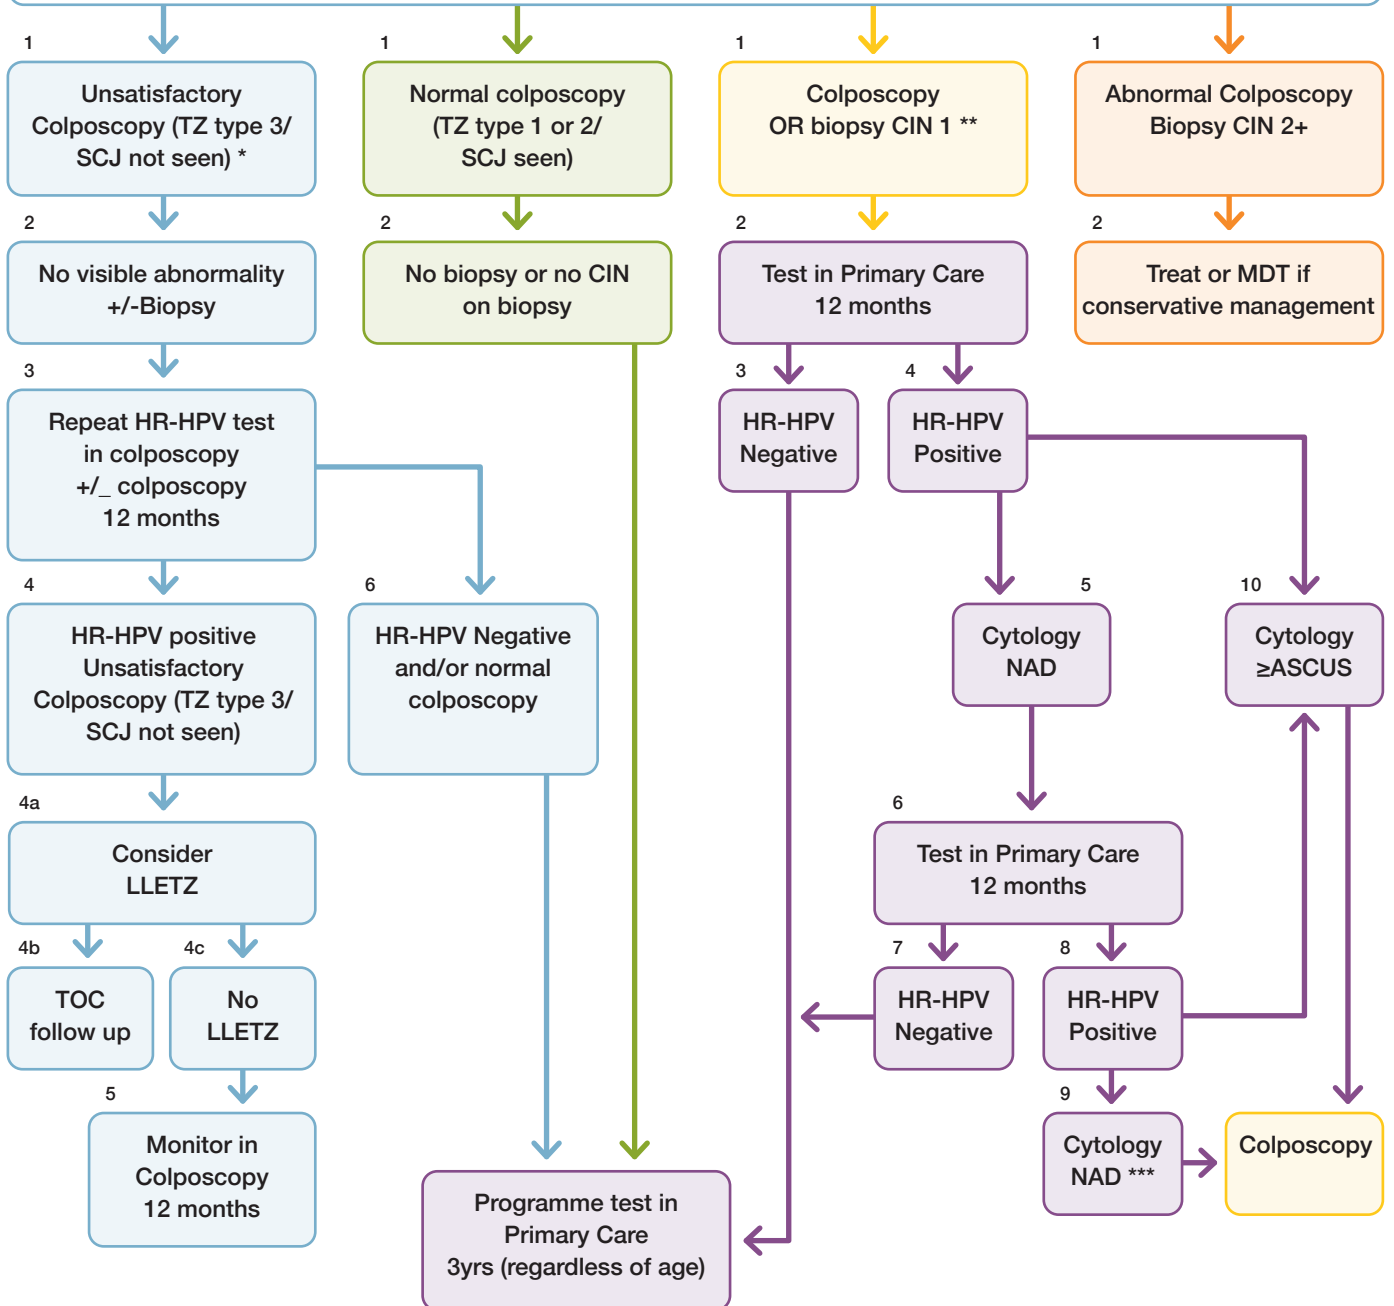 1
Unsatisfactory
Colposcopy (TZ type 3/
SCJ not seen) *
2
No visible abnormality
+/-Biopsy
3
Repeat HR-HPV test
in colposcopy
+/_ colposcopy
12 months
4
HR-HPV positive
Unsatisfactory
Colposcopy (TZ type 3/
SCJ not seen)
4a
Consider
LLETZ
4b
TOC
follow up
4c
No
LLETZ
5
Monitor in
Colposcopy
12 months
6
HR-HPV Negative
and/or normal
colposcopy
1
Normal colposcopy
(TZ type 1 or 2/
SCJ seen)
2
No biopsy or no CIN
on biopsy
Programme test in
Primary Care
3yrs (regardless of age)
1
Colposcopy
OR biopsy CIN 1 **
2
Test in Primary Care
12 months
3
HR-HPV
Negative
4
HR-HPV
Positive
5
Cytology
NAD
6
Test in Primary Care
12 months
7
HR-HPV
Negative
8
HR-HPV
Positive
9
Cytology
NAD ***
10
Cytology
≥ASCUS
Colposcopy
1
Abnormal Colposcopy
Biopsy CIN 2+
2
Treat or MDT if
conservative management